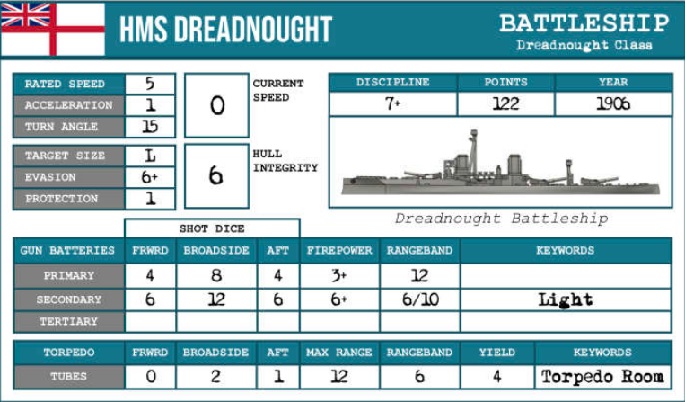 HMS DREADNOUGHT
BATTLESHIP
Dreadnought Class
RATED SPEED 5
ACCELERATION 1
TURN ANGLE 15
0 CURRENT SPEED
TARGET SIZE L
EVASION 6+
PROTECTION 1
6 HULL INTEGRITY
DISCIPLINE POINTS YEAR
7+ 122 1906
Dreadnought Battleship
SHOT DICE
GUN BATTERIES FRWRD BROADSIDE AFT FIREPOWER RANGEBAND KEYWORDS
PRIMARY 4 8 4 3+ 12
SECONDARY 6 12 6 6+ 6/10 Light
TERTIARY
TORPEDO FRWRD BROADSIDE AFT MAX RANGE RANGEBAND YIELD KEYWORDS
TUBES 0 2 1 12 6 4 Torpedo Room